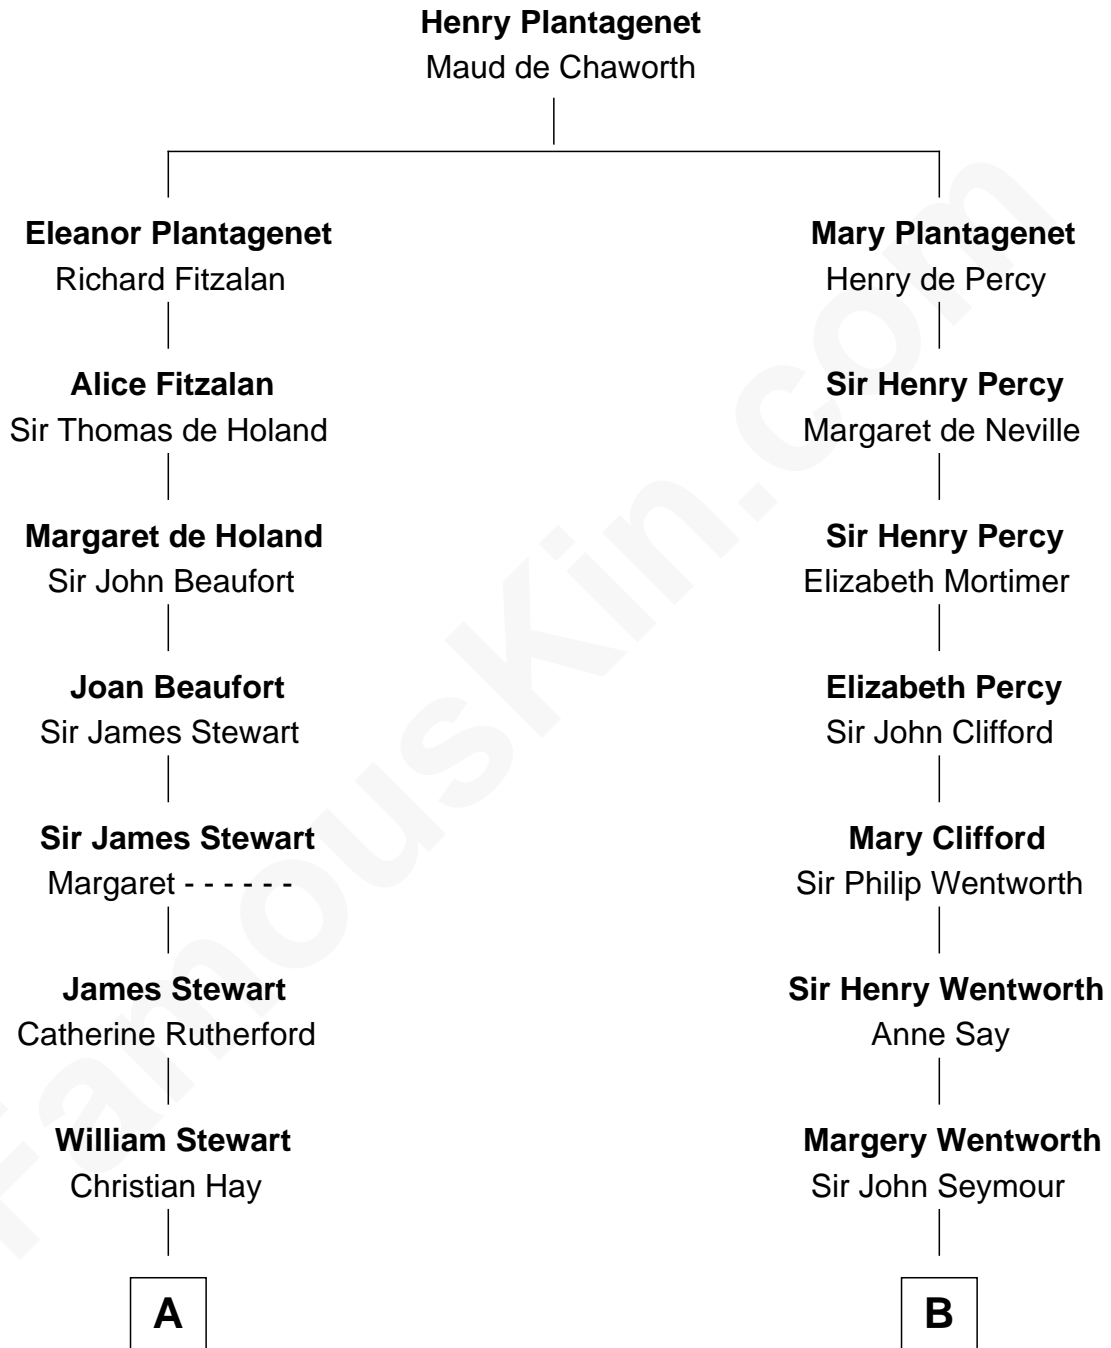 Henry Plantagenet
Maud de Chaworth
Eleanor Plantagenet
Richard Fitzalan
Alice Fitzalan
Sir Thomas de Holand
Margaret de Holand
Sir John Beaufort
Joan Beaufort
Sir James Stewart
Sir James Stewart
Margaret - - - - - -
James Stewart
Catherine Rutherford
William Stewart
Christian Hay
A
Mary Plantagenet
Henry de Percy
Sir Henry Percy
Margaret de Neville
Sir Henry Percy
Elizabeth Mortimer
Elizabeth Percy
Sir John Clifford
Mary Clifford
Sir Philip Wentworth
Sir Henry Wentworth
Anne Say
Margery Wentworth
Sir John Seymour
B
FamousKin.com